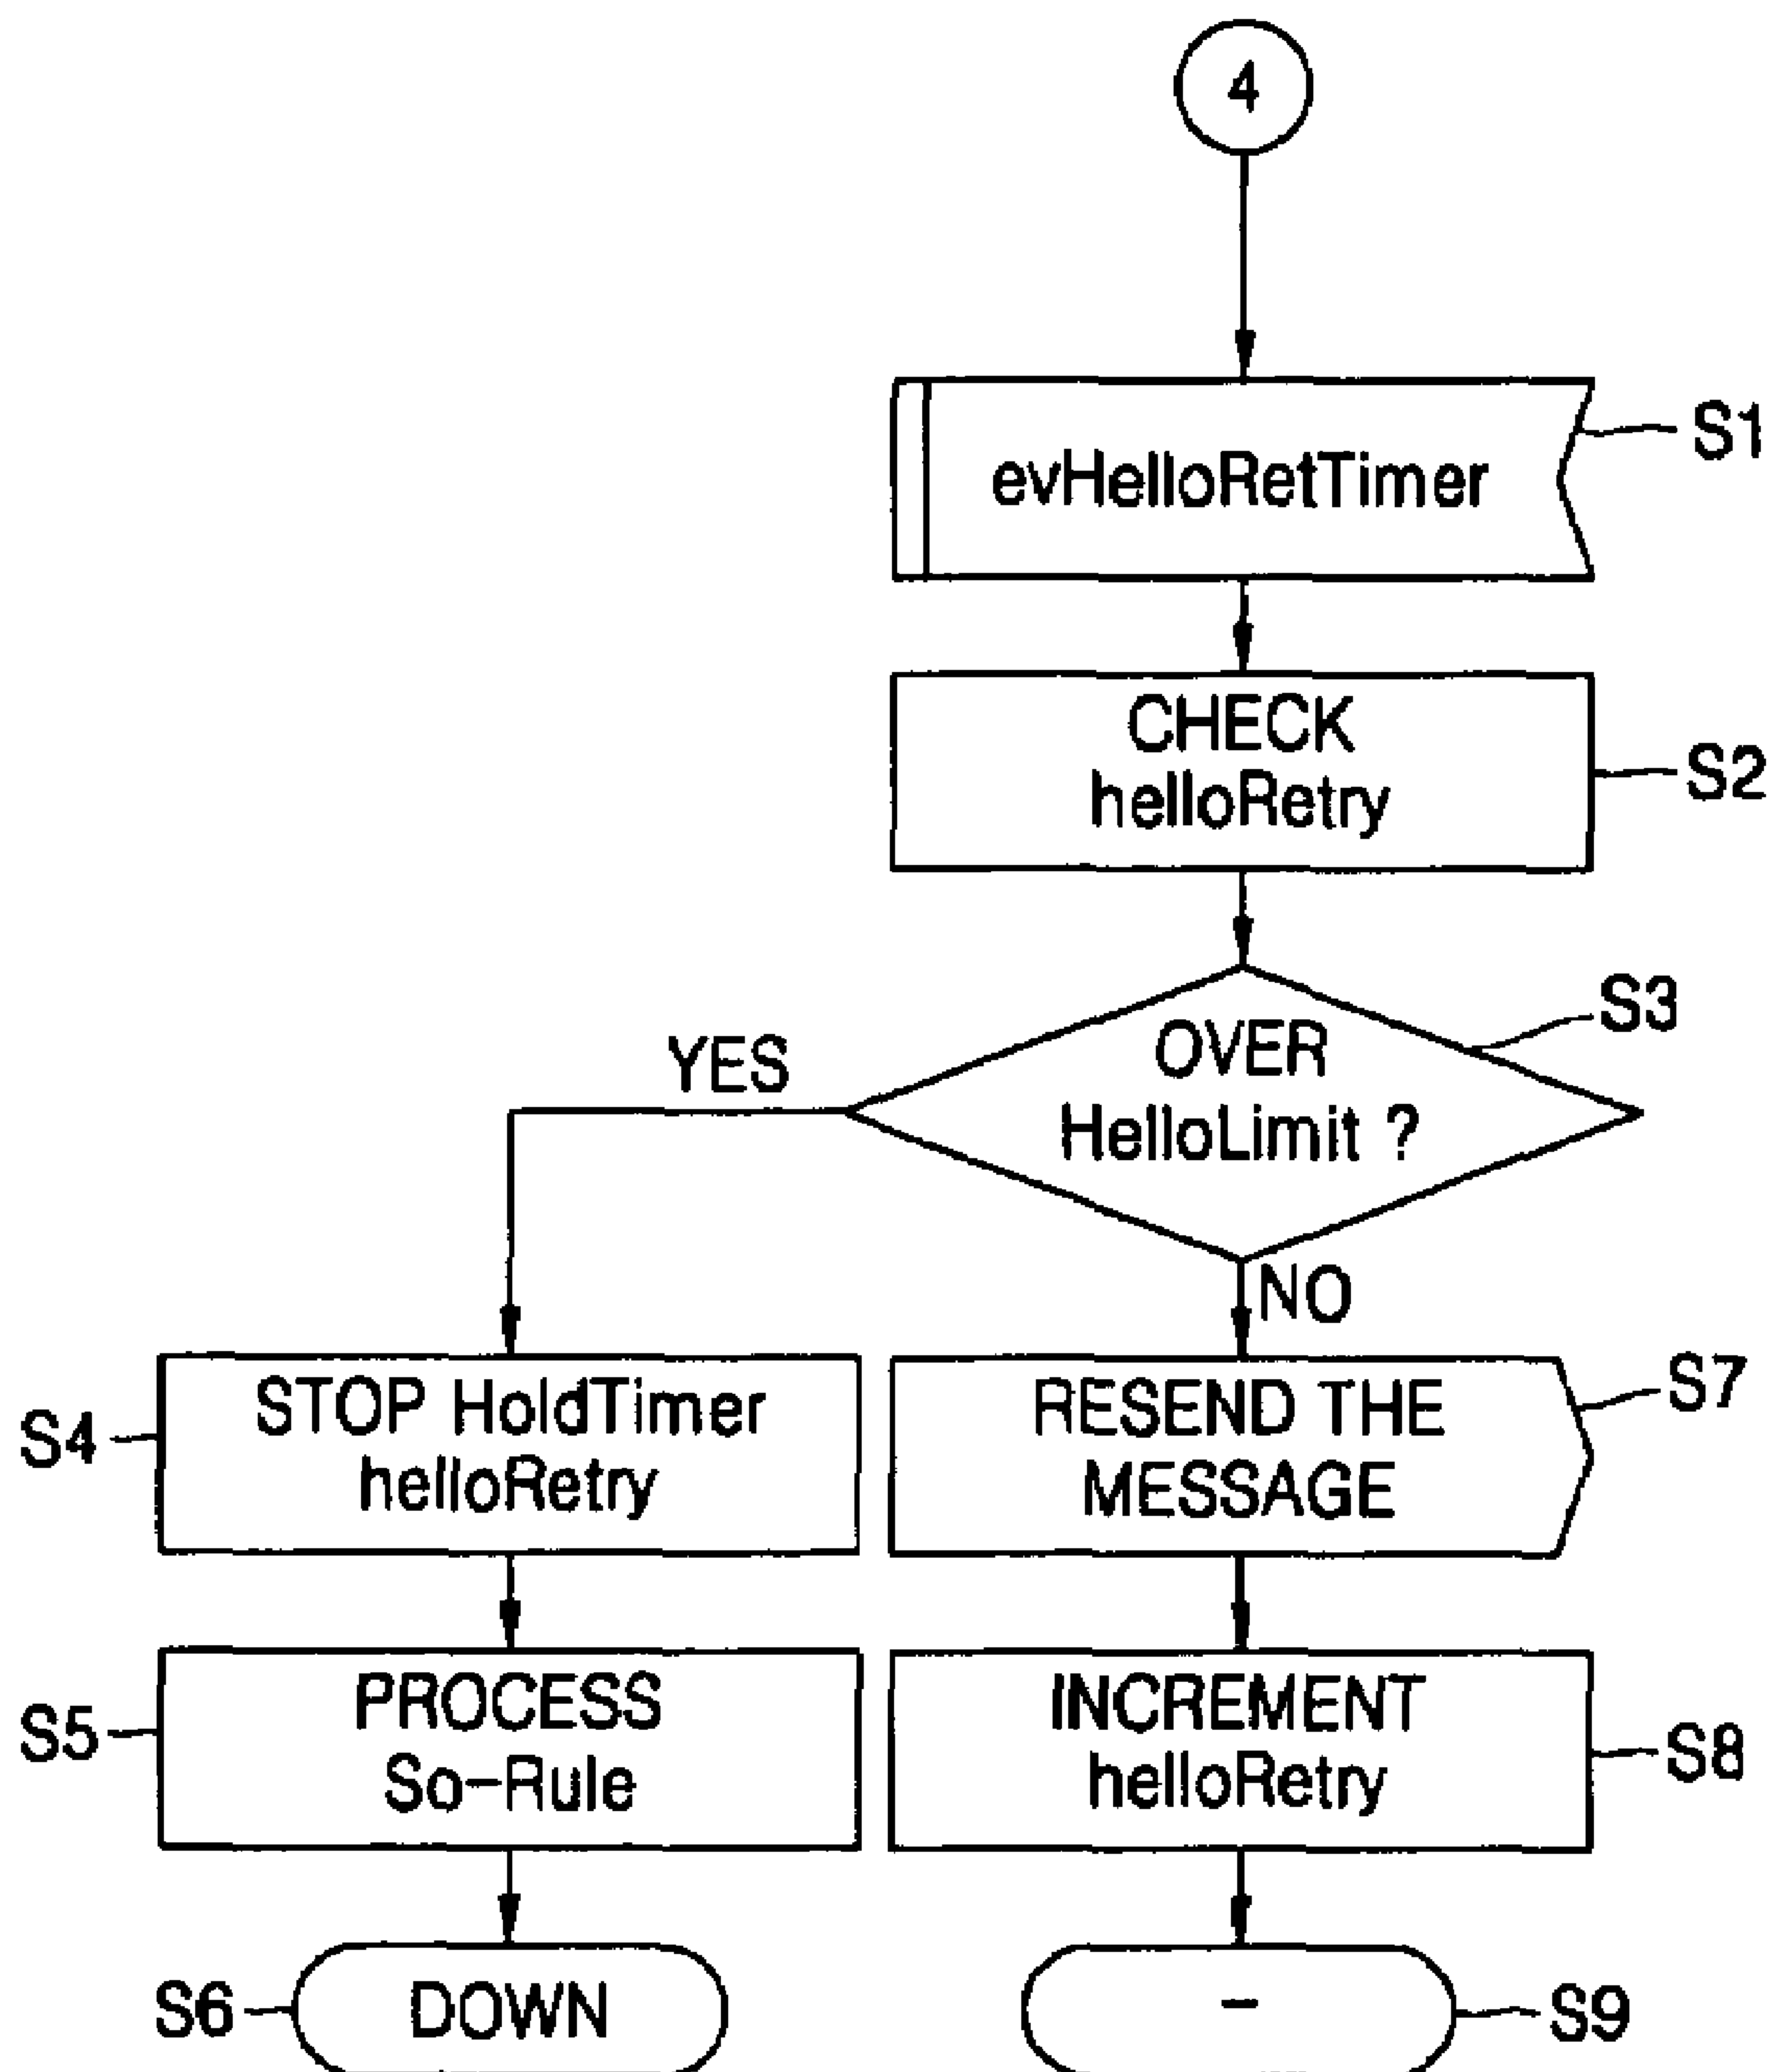 4
evHelloRetTimer
S1
CHECK
helloRetry
S2
OVER
HelloLimit ?
S3
YES
NO
STOP HoldTimer
helloRetry
S4
RESEND THE
MESSAGE
S7
PROCESS
So-Rule
S5
INCREMENT
helloRetry
S8
DOWN
S6
-
S9